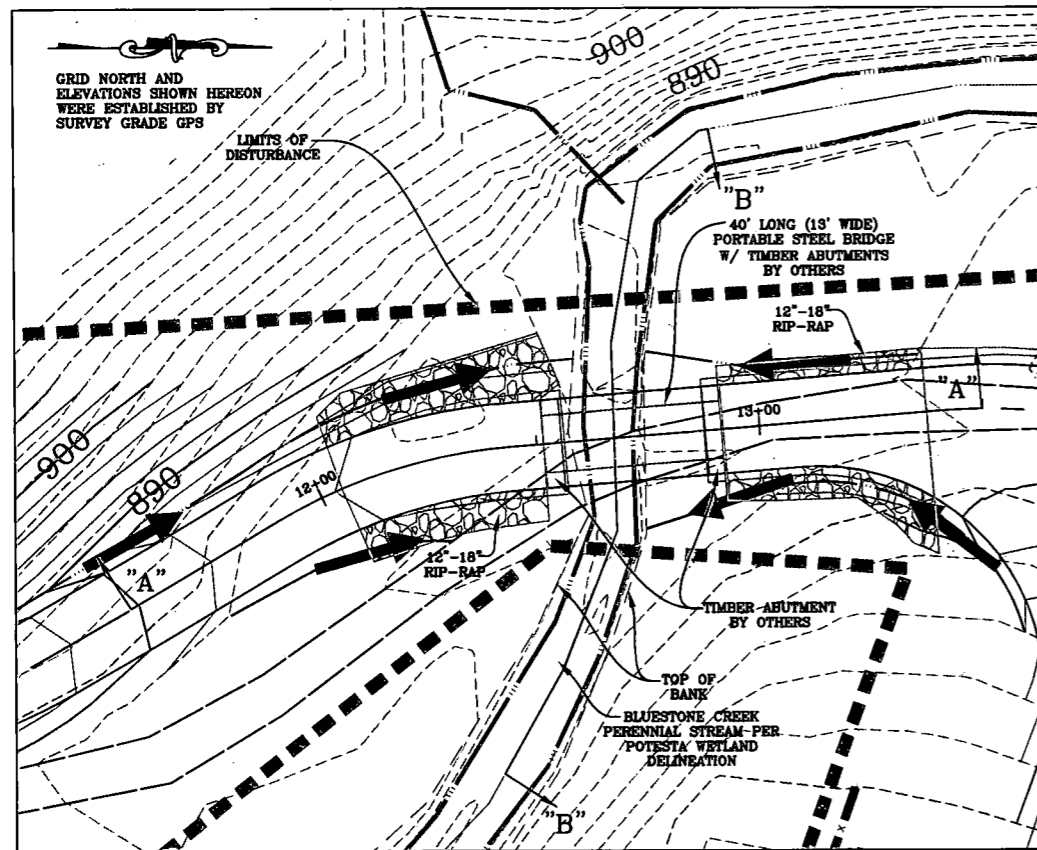 GRID NORTH AND
ELEVATIONS SHOWN HEREON
WERE ESTABLISHED BY
SURVEY GRADE GPS
900
890
LIMITS OF
DISTURBANCE
"B"
40' LONG (13' WIDE)
PORTABLE STEEL BRIDGE
W/ TIMBER ABUTMENTS
BY OTHERS
12"-18"
RIP-RAP
"A"
13+00
12+00
900
890
"A"
12"-18"
RIP-RAP
TIMBER ABUTMENT
BY OTHERS
TOP OF
BANK
BLUESTONE CREEK
PERENNIAL STREAM PER
POTESTA WETLAND
DELINEATION
"B"